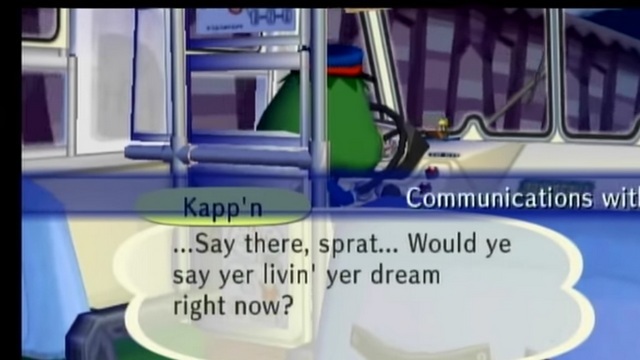 Communications wit
Kapp'n
...Say there, sprat... Would ye
say yer livin' yer dream
right now?